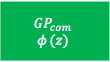 GP_com
ϕ (z)